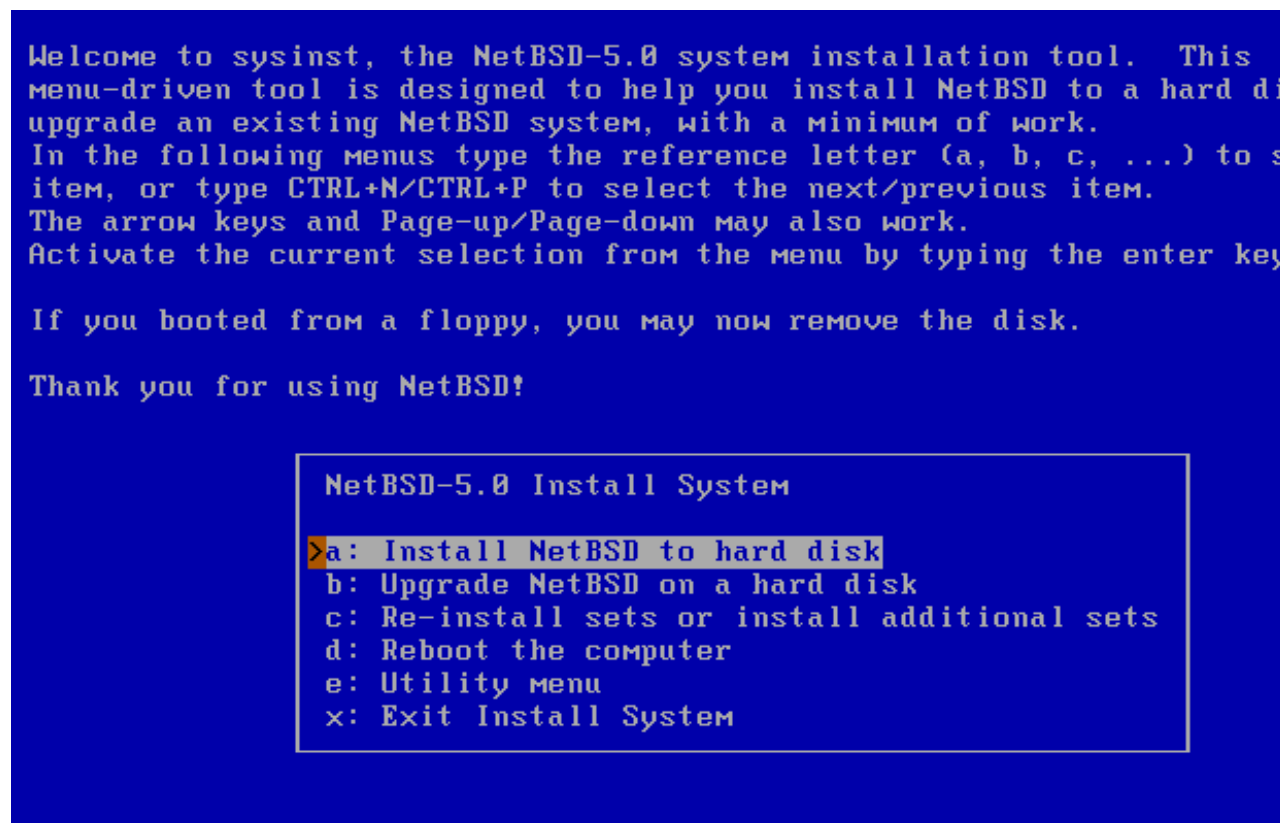 Welcome to sysinst, the NetBSD-5.0 system installation tool.  This
menu-driven tool is designed to help you install NetBSD to a hard
upgrade an existing NetBSD system, with a minimum of work.
In the following menus type the reference letter (a, b, c, ...) to
item, or type CTRL+N/CTRL+P to select the next/previous item.
The arrow keys and Page-up/Page-down may also work.
Activate the current selection from the menu by typing the enter key
If you booted from a floppy, you may now remove the disk.
Thank you for using NetBSD!
NetBSD-5.0 Install System
>a: Install NetBSD to hard disk
b: Upgrade NetBSD on a hard disk
c: Re-install sets or install additional sets
d: Reboot the computer
e: Utility menu
x: Exit Install System